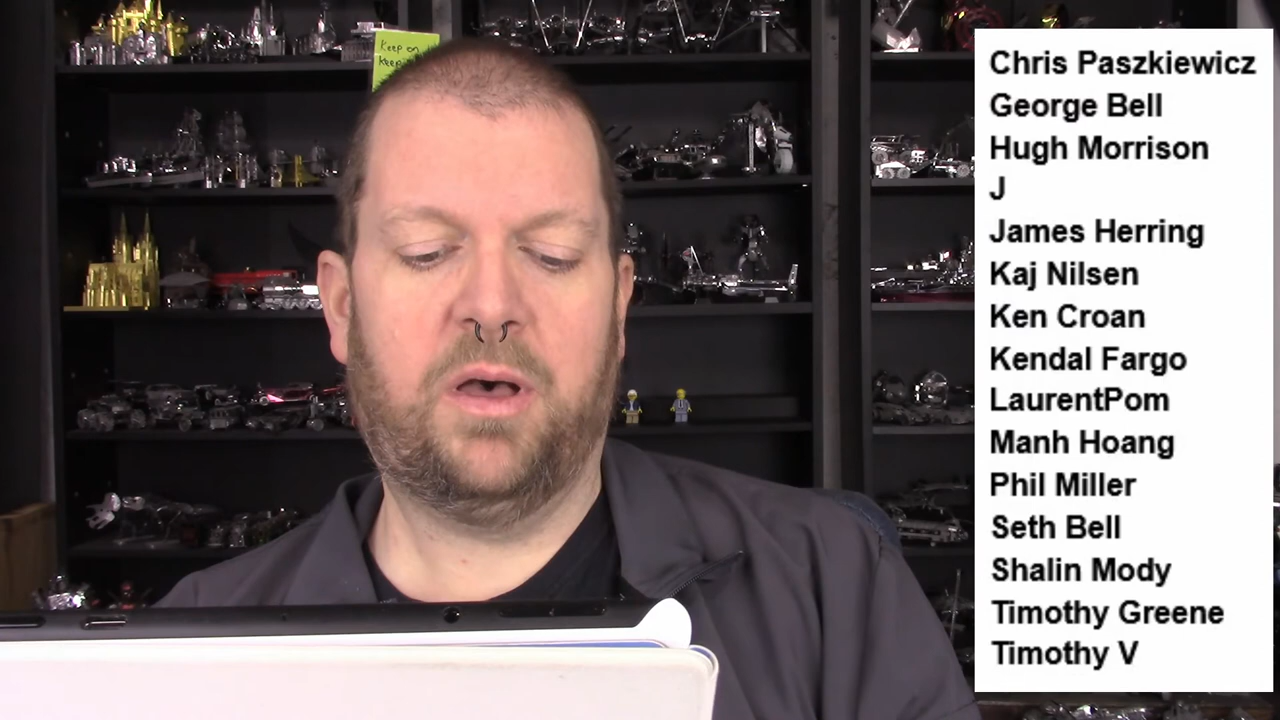 Keep on
Keep
Chris Paszkiewicz
George Bell
Hugh Morrison
J
James Herring
Kaj Nilsen
Ken Croan
Kendal Fargo
LaurentPom
Manh Hoang
Phil Miller
Seth Bell
Shalin Mody
Timothy Greene
Timothy V